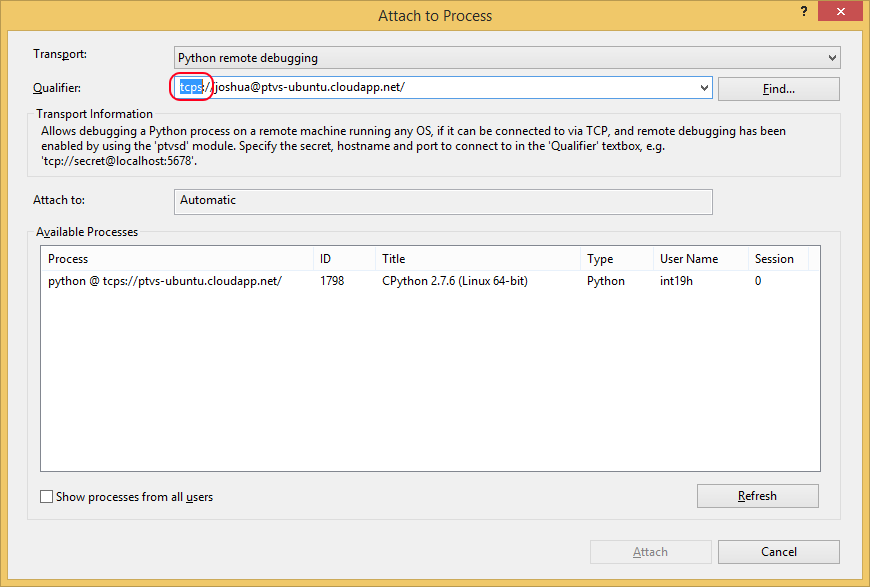 Attach to Process
?
Transport:
Python remote debugging
Qualifier:
tcps://joshua@ptvs-ubuntu.cloudapp.net/
Find...
Transport Information
Allows debugging a Python process on a remote machine running any OS, if it can be connected to via TCP, and remote debugging has been
enabled by using the 'ptvsd' module. Specify the secret, hostname and port to connect to in the 'Qualifier' textbox, e.g.
'tcp://secret@localhost:5678'.
Attach to:
Automatic
Available Processes
Process ID Title Type User Name Session
python @ tcps://ptvs-ubuntu.cloudapp.net/ 1798 CPython 2.7.6 (Linux 64-bit) Python int19h 0
Show processes from all users
Refresh
Attach
Cancel